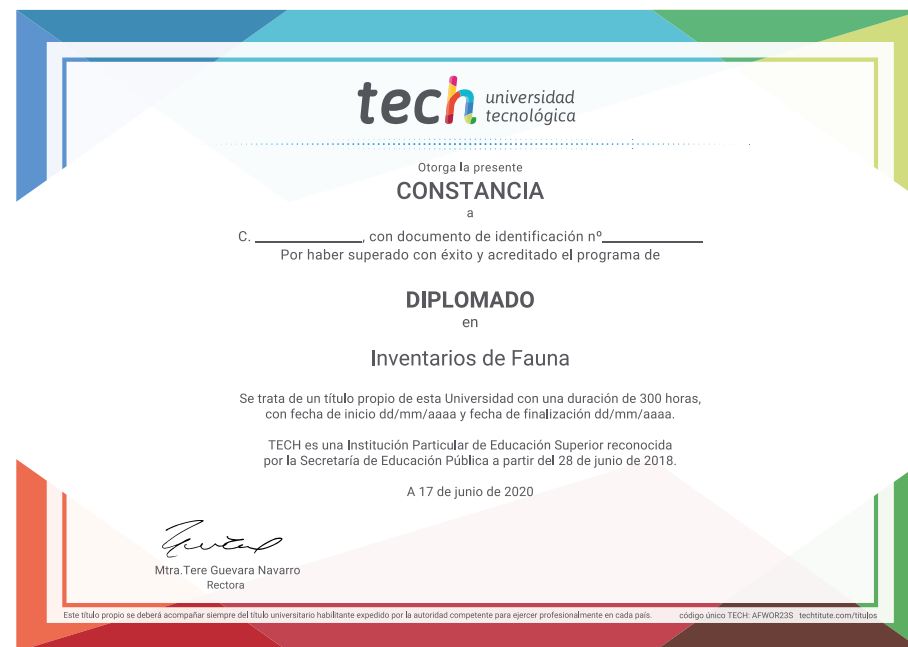 tech universidad
tecnológica
Otorga la presente
CONSTANCIA
a
C. ____________, con documento de identificación nº____________
Por haber superado con éxito y acreditado el programa de
DIPLOMADO
en
Inventarios de Fauna
Se trata de un título propio de esta Universidad con una duración de 300 horas,
con fecha de inicio dd/mm/aaaa y fecha de finalización dd/mm/aaaa.
TECH es una Institución Particular de Educación Superior reconocida
por la Secretaría de Educación Pública a partir del 28 de junio de 2018.
A 17 de junio de 2020
Mtra.Tere Guevara Navarro
Rectora
Este título propio se deberá acompañar siempre del título universitario habilitante expedido por la autoridad competente para ejercer profesionalmente en cada país. código único TECH: AFWOR23S techtitute.com/titulos